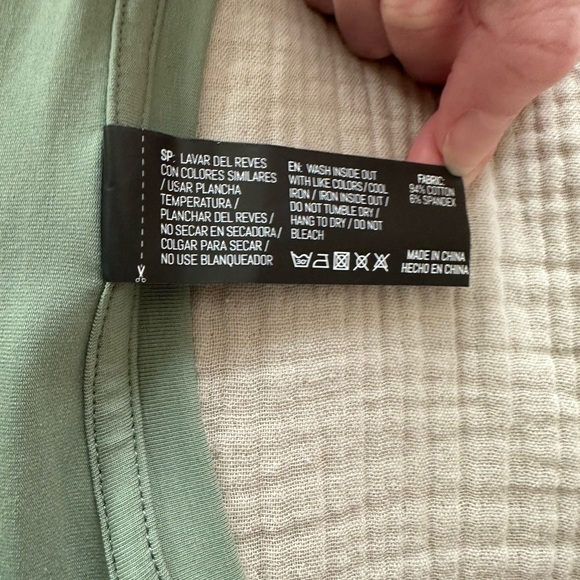 SP: LAVAR DEL REVES
CON COLORES SIMILARES
/ USAR PLANCHA
TEMPERATURA /
PLANCHAR DEL REVES /
NO SECAR EN SECADORA/
COLGAR PARA SECAR /
NO USE BLANQUEADOR
EN: WASH INSIDE OUT
WITH LIKE COLORS / COOL
IRON / IRON INSIDE OUT /
DO NOT TUMBLE DRY /
HANG TO DRY / DO NOT
BLEACH
30°
FABRIC:
94% COTTON
6% SPANDEX
MADE IN CHINA
HECHO EN CHINA